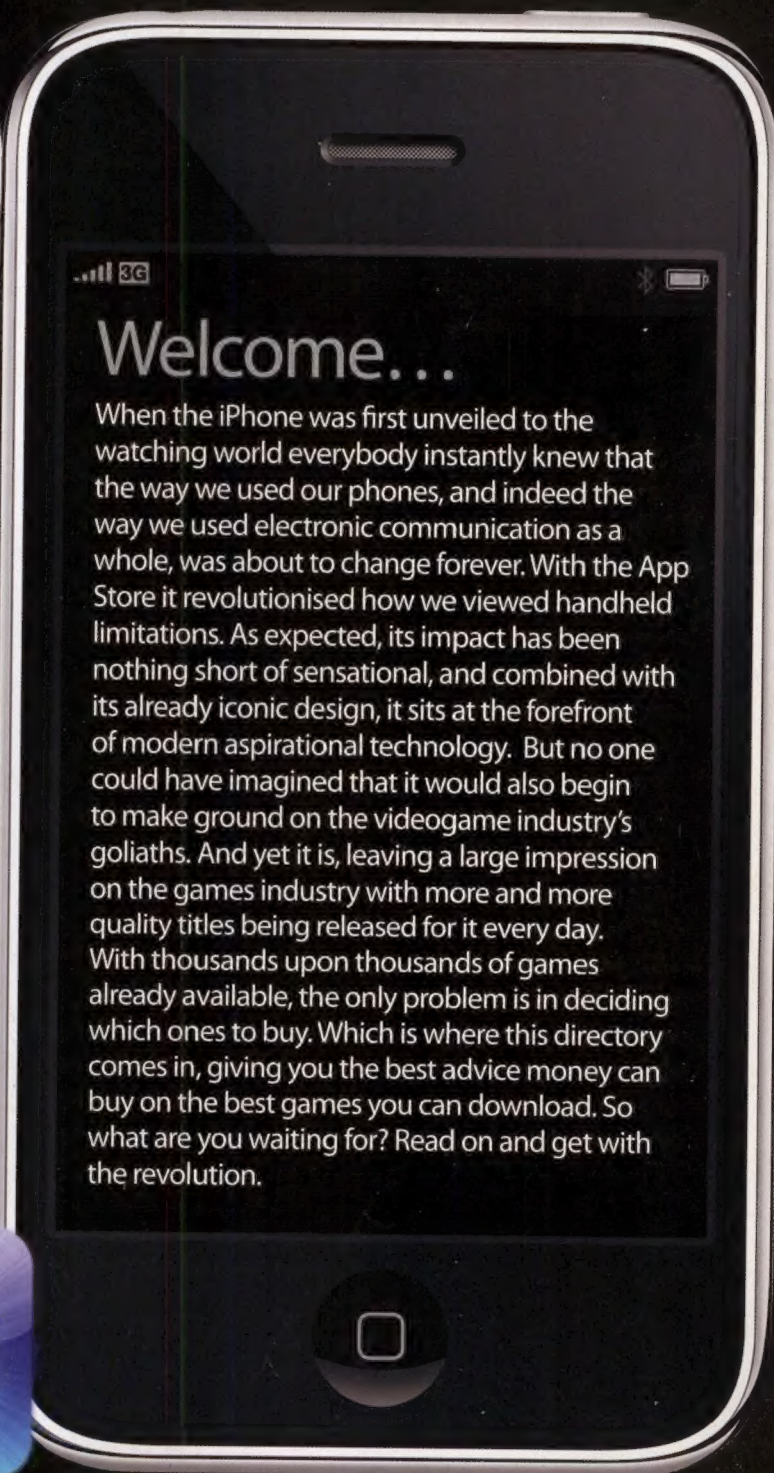 3G
Welcome...
When the iPhone was first unveiled to the
watching world everybody instantly knew that
the way we used our phones, and indeed the
way we used electronic communication as a
whole, was about to change forever. With the App
Store it revolutionised how we viewed handheld
limitations. As expected, its impact has been
nothing short of sensational, and combined with
its already iconic design, it sits at the forefront
of modern aspirational technology.  But no one
could have imagined that it would also begin
to make ground on the videogame industry's
goliaths. And yet it is, leaving a large impression
on the games industry with more and more
quality titles being released for it every day.
With thousands upon thousands of games
already available, the only problem is in deciding
which ones to buy. Which is where this directory
comes in, giving you the best advice money can
buy on the best games you can download. So
what are you waiting for? Read on and get with
the revolution.